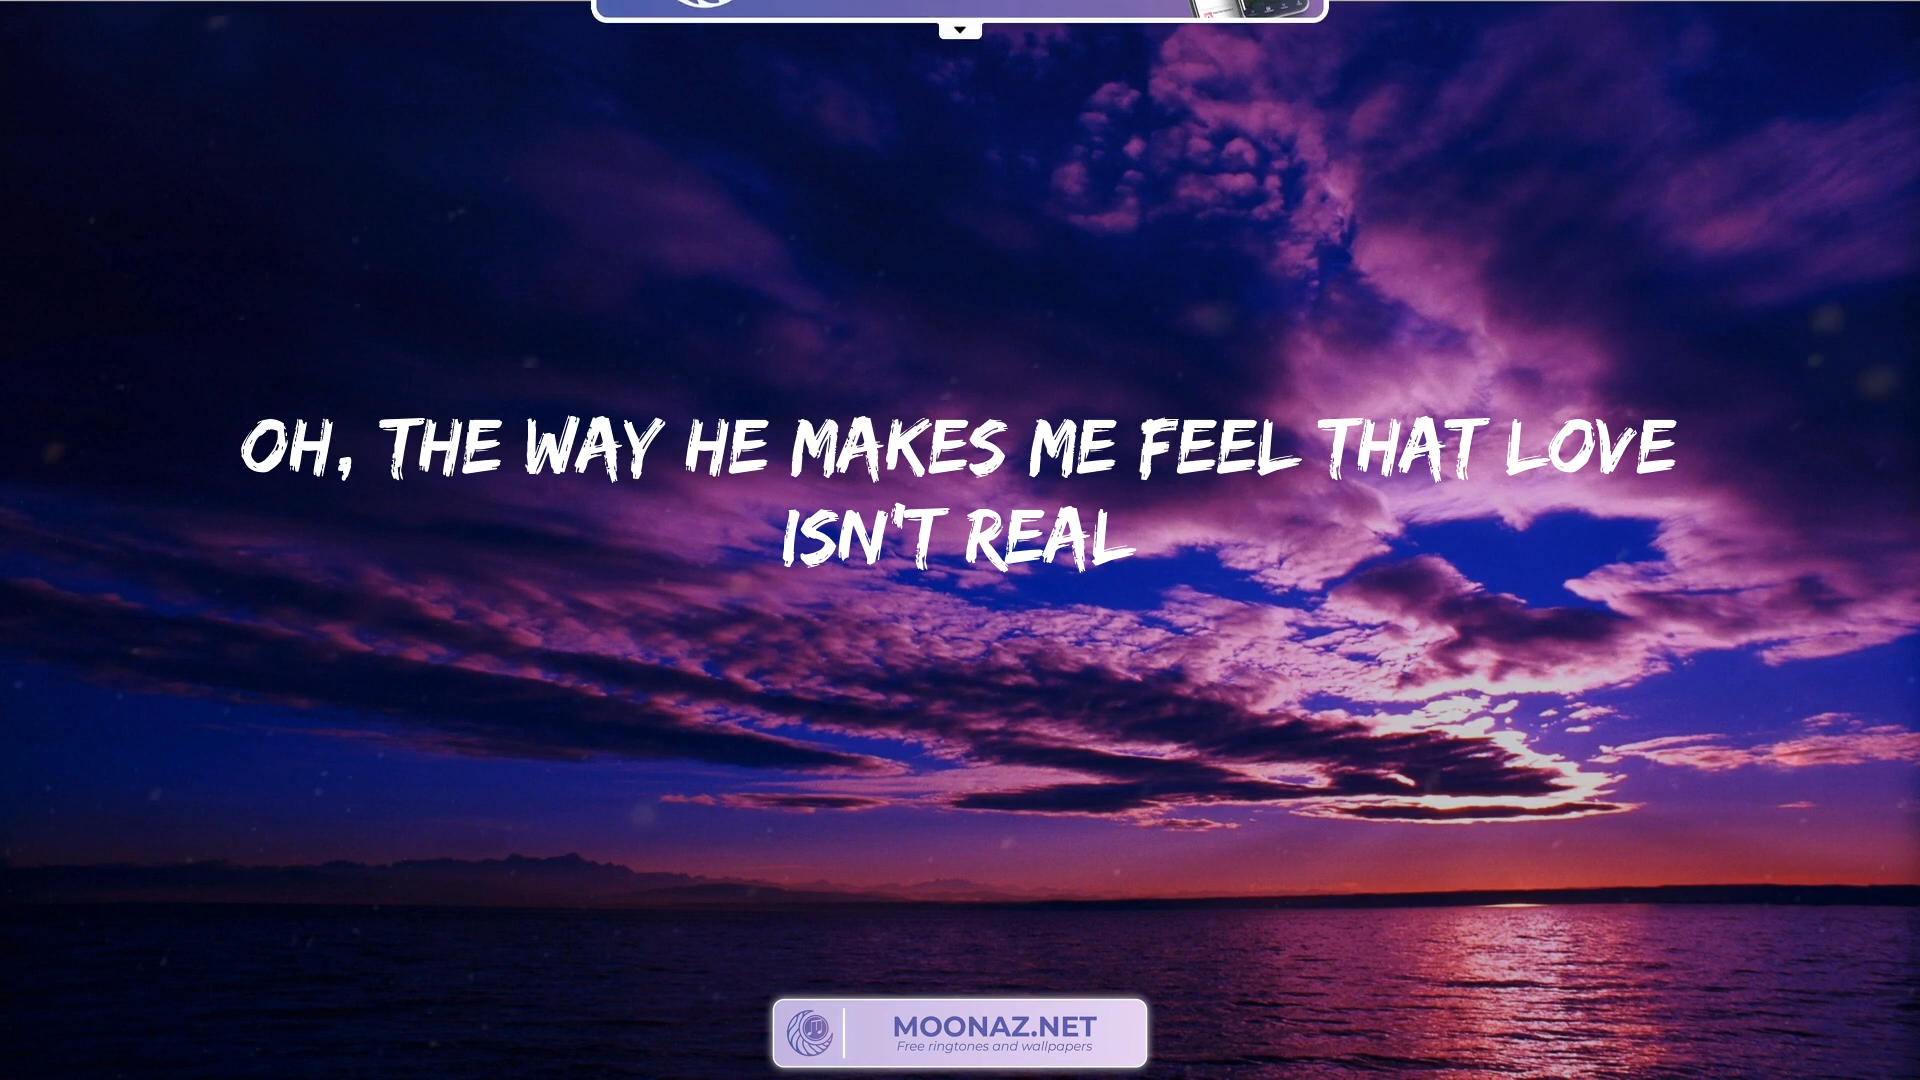 OH, THE WAY HE MAKES ME FEEL THAT LOVE
ISN'T REAL
MOONAZ.NET
Free ringtones and wallpapers